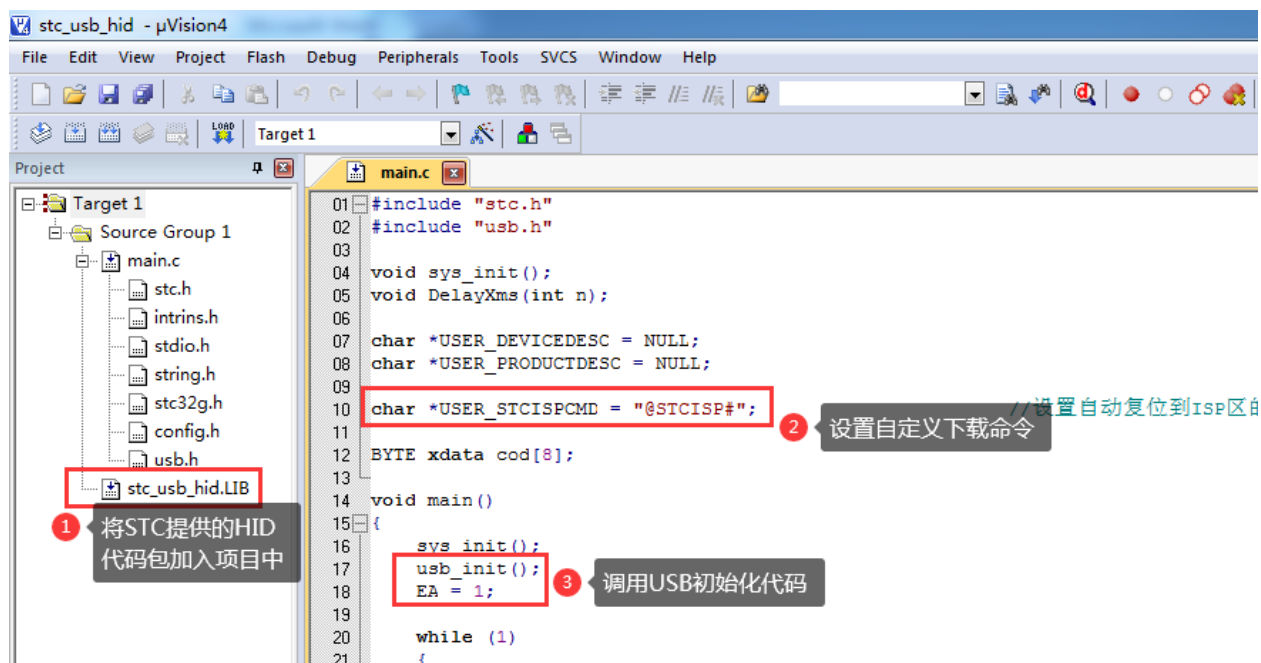 stc_usb_hid - µVision4
File Edit View Project Flash Debug Peripherals Tools SVCS Window Help
LOAD
Target 1
Project
main.c
Target 1
Source Group 1
main.c
stc.h
intrins.h
stdio.h
string.h
stc32g.h
config.h
usb.h
stc_usb_hid.LIB
1 将STC提供的HID
代码包加入项目中
01 #include "stc.h"
02 #include "usb.h"
03
04 void sys_init();
05 void DelayXms(int n);
06
07 char *USER_DEVICEDESC = NULL;
08 char *USER_PRODUCTDESC = NULL;
09
10 char *USER_STCISPCMD = "@STCISP#"; //设置自动复位到ISP区的
2 设置自定义下载命令
11
12 BYTE xdata cod[8];
13
14 void main()
15 {
16 sys_init();
17 usb_init();
18 EA = 1;
3 调用USB初始化代码
19
20 while (1)
21 {